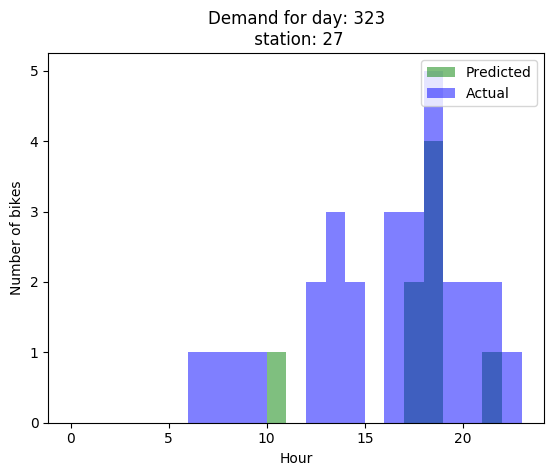 Demand for day: 323
station: 27
Predicted
Actual
Number of bikes
5
4
3
2
1
0
0
5
10
15
20
Hour